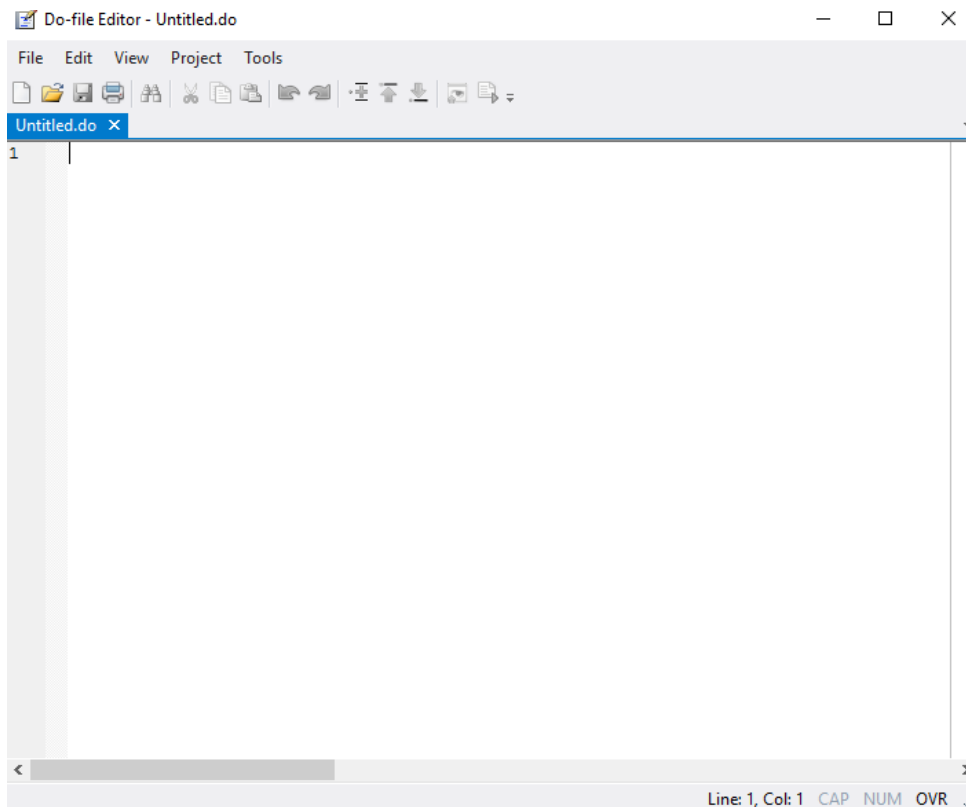 Do-file Editor - Untitled.do
File Edit View Project Tools
Untitled.do
1
Line: 1, Col: 1 CAP NUM OVR